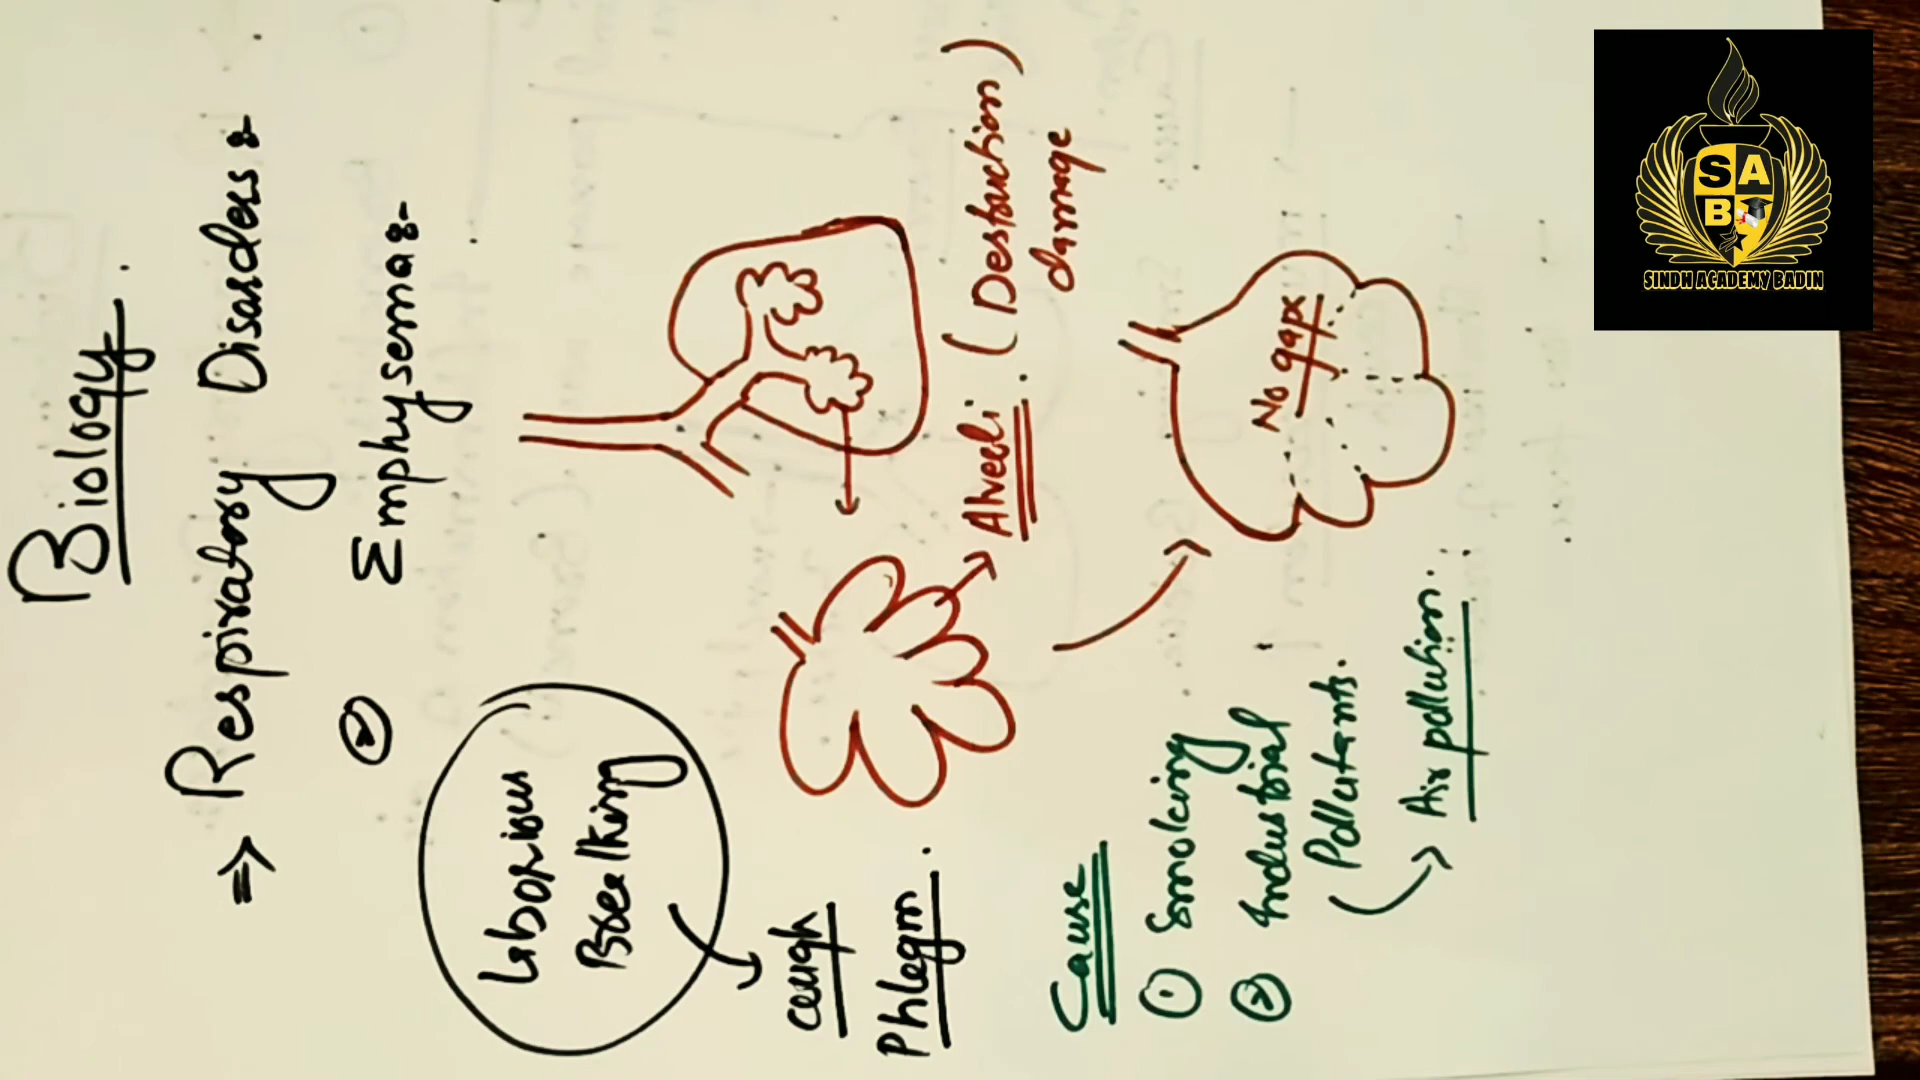 Biology.
⇒ Respiratory Disorders :-
② Emphysema :-
Laborious
Breathing
cough
Phlegm.
Alveoli. (Destruction)
damage
No gaps
Cause
① Smoking
② Industrial
Pollutants.
→ Air pollution.
S A
B
SINDH ACADEMY BADIN